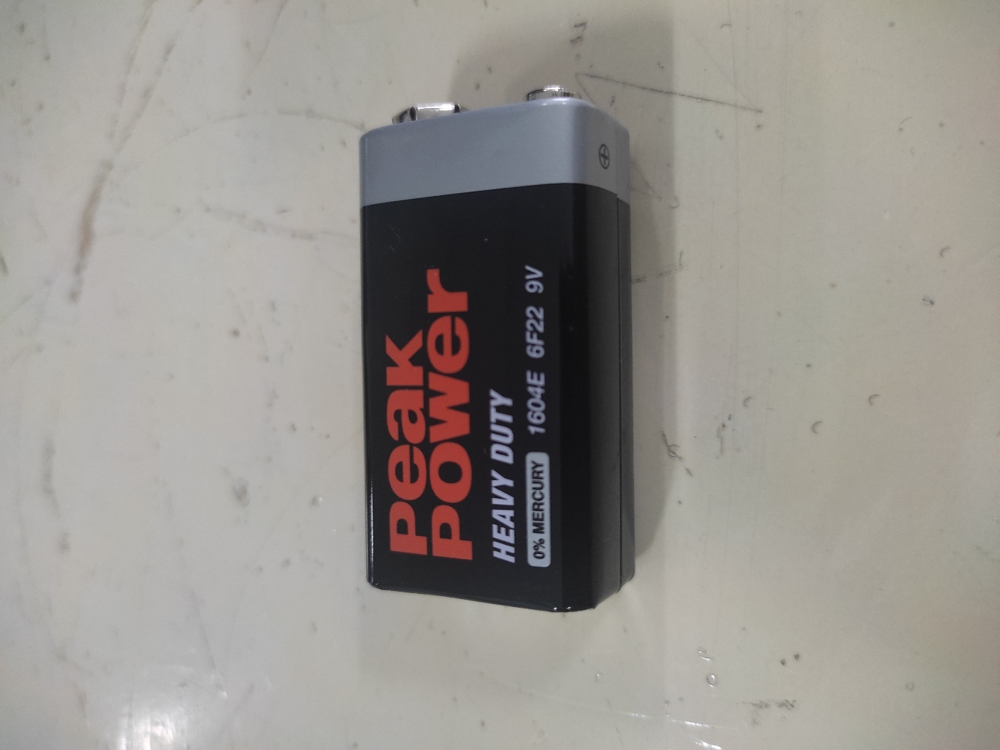 Peak
Power
HEAVY DUTY
0% MERCURY 1604E 6F22 9V